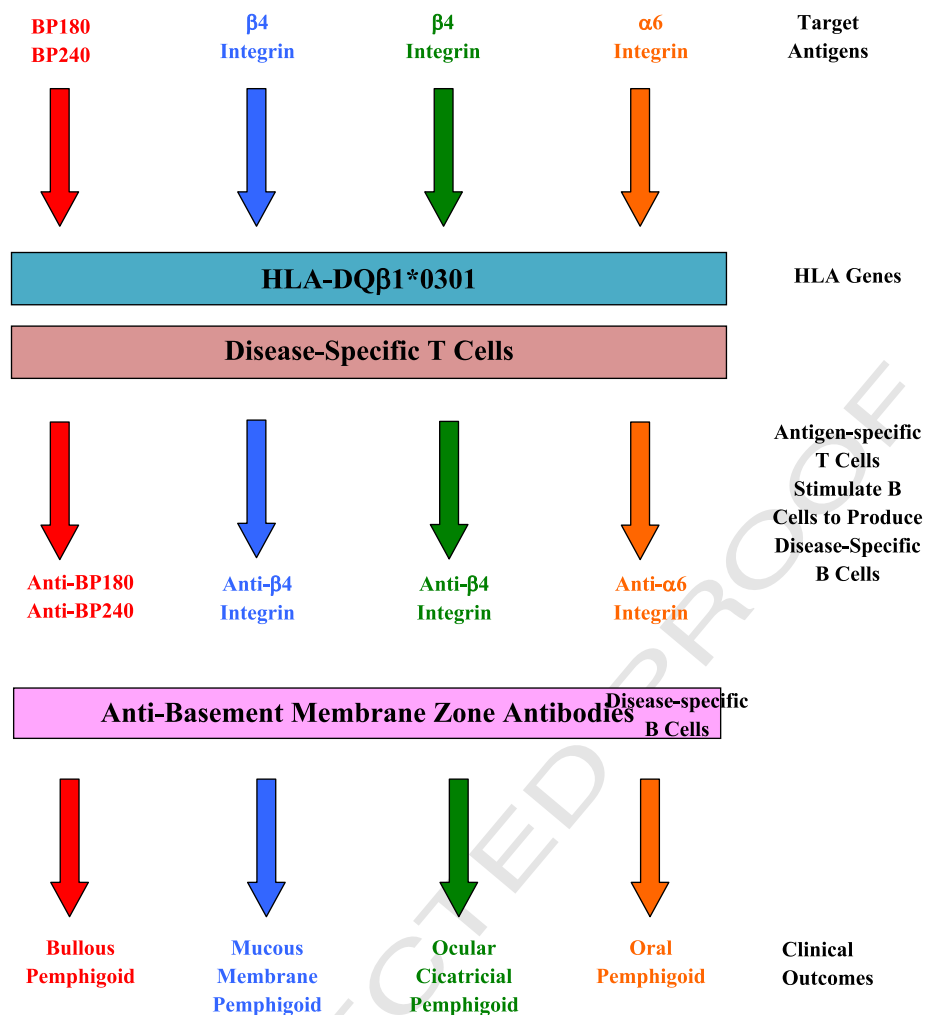 BP180
BP240
β4
Integrin
β4
Integrin
α6
Integrin
Target
Antigens
HLA-DQβ1*0301
HLA Genes
Disease-Specific T Cells
Antigen-specific
T Cells
Stimulate B
Cells to Produce
Disease-Specific
B Cells
Anti-BP180
Anti-BP240
Anti-β4
Integrin
Anti-β4
Integrin
Anti-α6
Integrin
Anti-Basement Membrane Zone Antibodies
Disease-specific
B Cells
Bullous
Pemphigoid
Mucous
Membrane
Pemphigoid
Ocular
Cicatricial
Pemphigoid
Oral
Pemphigoid
Clinical
Outcomes
ECTED PROOF